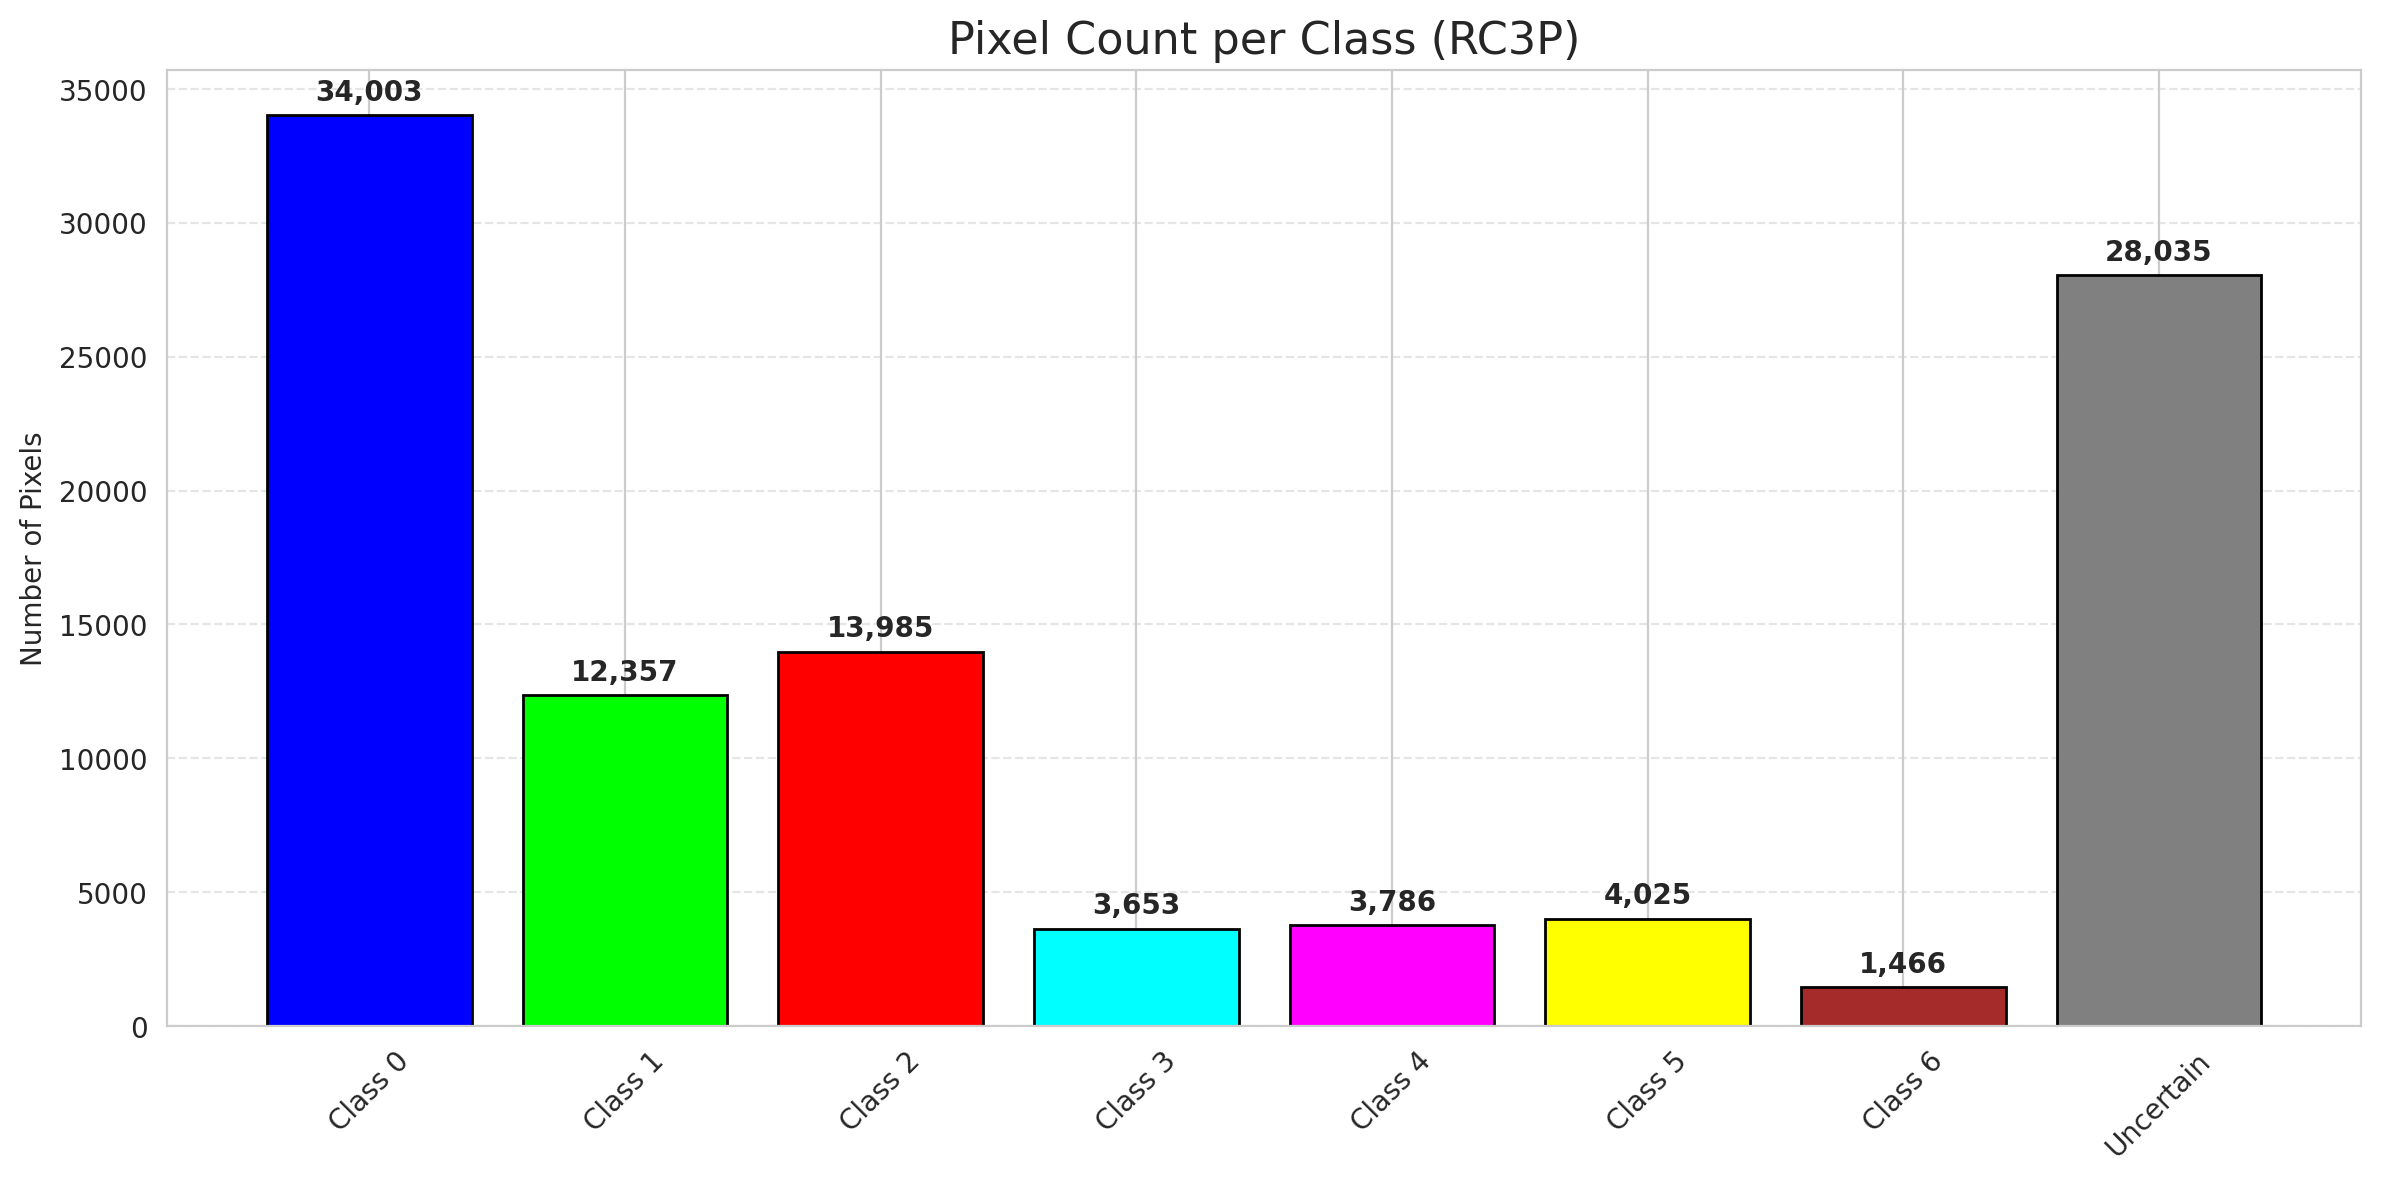 Pixel Count per Class (RC3P)
Number of Pixels
35000
30000
25000
20000
15000
10000
5000
0
34,003
12,357
13,985
3,653
3,786
4,025
1,466
28,035
Class 0
Class 1
Class 2
Class 3
Class 4
Class 5
Class 6
Uncertain